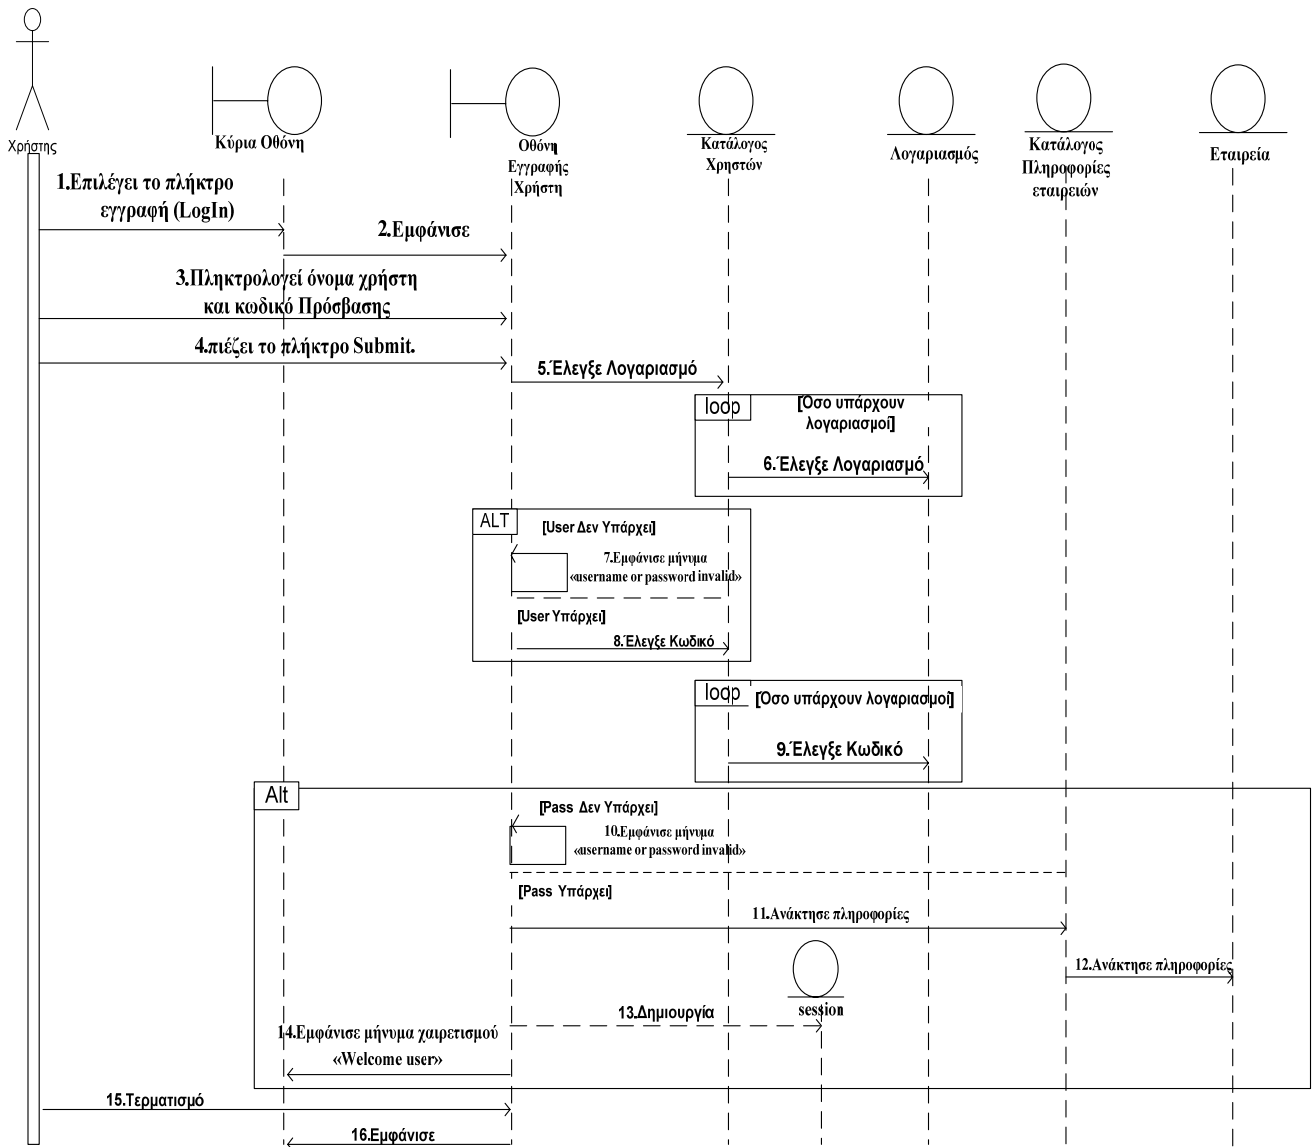 Χρήστης
Κύρια Οθόνη
Οθόνη
Εγγραφής
Χρήστη
Κατάλογος
Χρηστών
Λογαριασμός
Κατάλογος
Πληροφορίες
εταιρειών
Εταιρεία
1.Επιλέγει το πλήκτρο
εγγραφή (LogIn)
2.Εμφάνισε
3.Πληκτρολογεί όνομα χρήστη
και κωδικό Πρόσβασης
4.πιέζει το πλήκτρο Submit.
5.Έλεγξε Λογαριασμό
loop
[Όσο υπάρχουν
λογαριασμοί]
6.Έλεγξε Λογαριασμό
ALT
[User Δεν Υπάρχει]
7.Εμφάνισε μήνυμα
«username or password invalid»
[User Υπάρχει]
8.Έλεγξε Κωδικό
loop
[Όσο υπάρχουν λογαριασμοί]
9.Έλεγξε Κωδικό
Alt
[Pass Δεν Υπάρχει]
10.Εμφάνισε μήνυμα
«username or password invalid»
[Pass Υπάρχει]
11.Ανάκτησε πληροφορίες
12.Ανάκτησε πληροφορίες
session
13.Δημιουργία
14.Εμφάνισε μήνυμα χαιρετισμού
«Welcome user»
15.Τερματισμό
16.Εμφάνισε